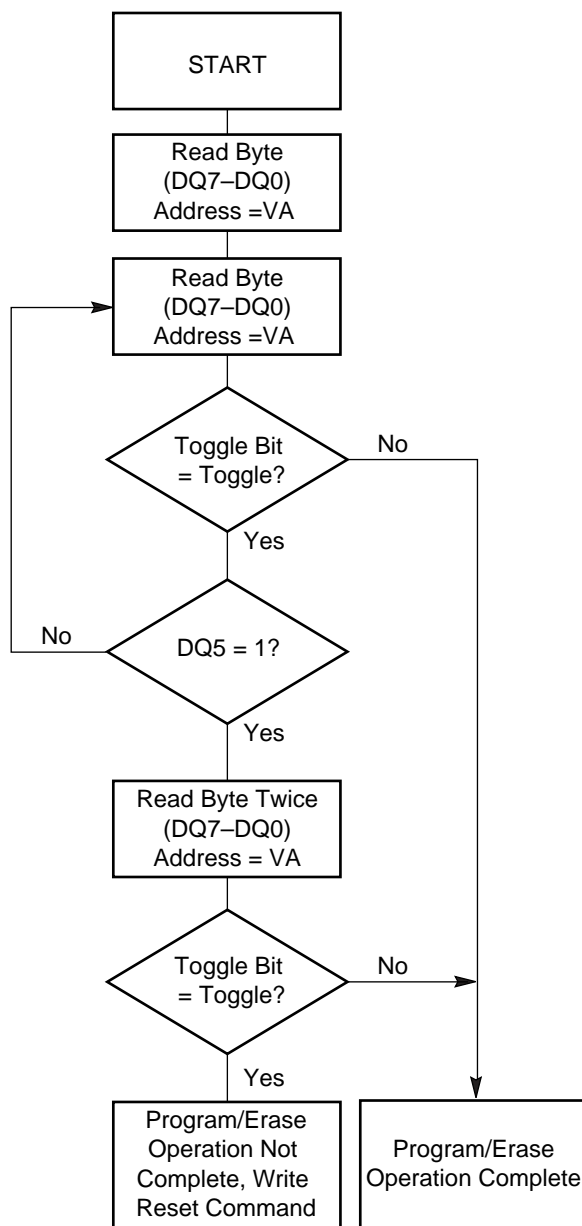 START
Read Byte
(DQ7–DQ0)
Address =VA
Read Byte
(DQ7–DQ0)
Address =VA
Toggle Bit
= Toggle?
No
Yes
No
DQ5 = 1?
Yes
Read Byte Twice
(DQ7–DQ0)
Address = VA
Toggle Bit
= Toggle?
No
Yes
Program/Erase
Operation Not
Complete, Write
Reset Command
Program/Erase
Operation Complete